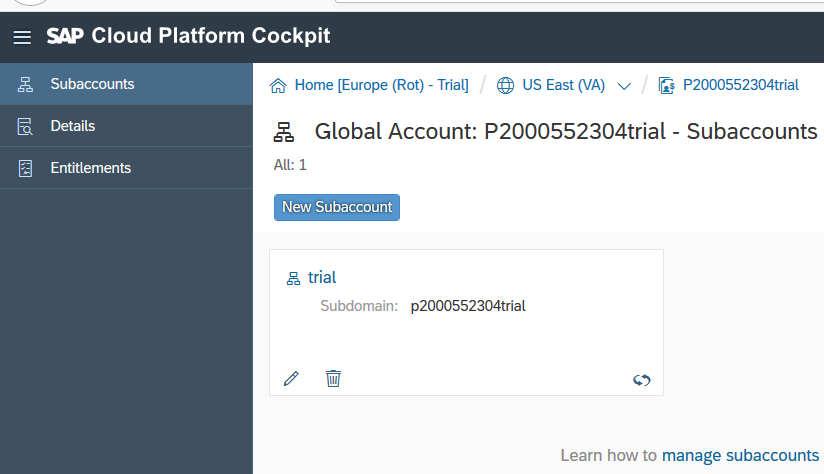 SAP Cloud Platform Cockpit
Subaccounts
Details
Entitlements
Home [Europe (Rot) - Trial] / US East (VA) / P2000552304trial
Global Account: P2000552304trial - Subaccounts
All: 1
New Subaccount
trial
Subdomain: p2000552304trial
Learn how to manage subaccounts